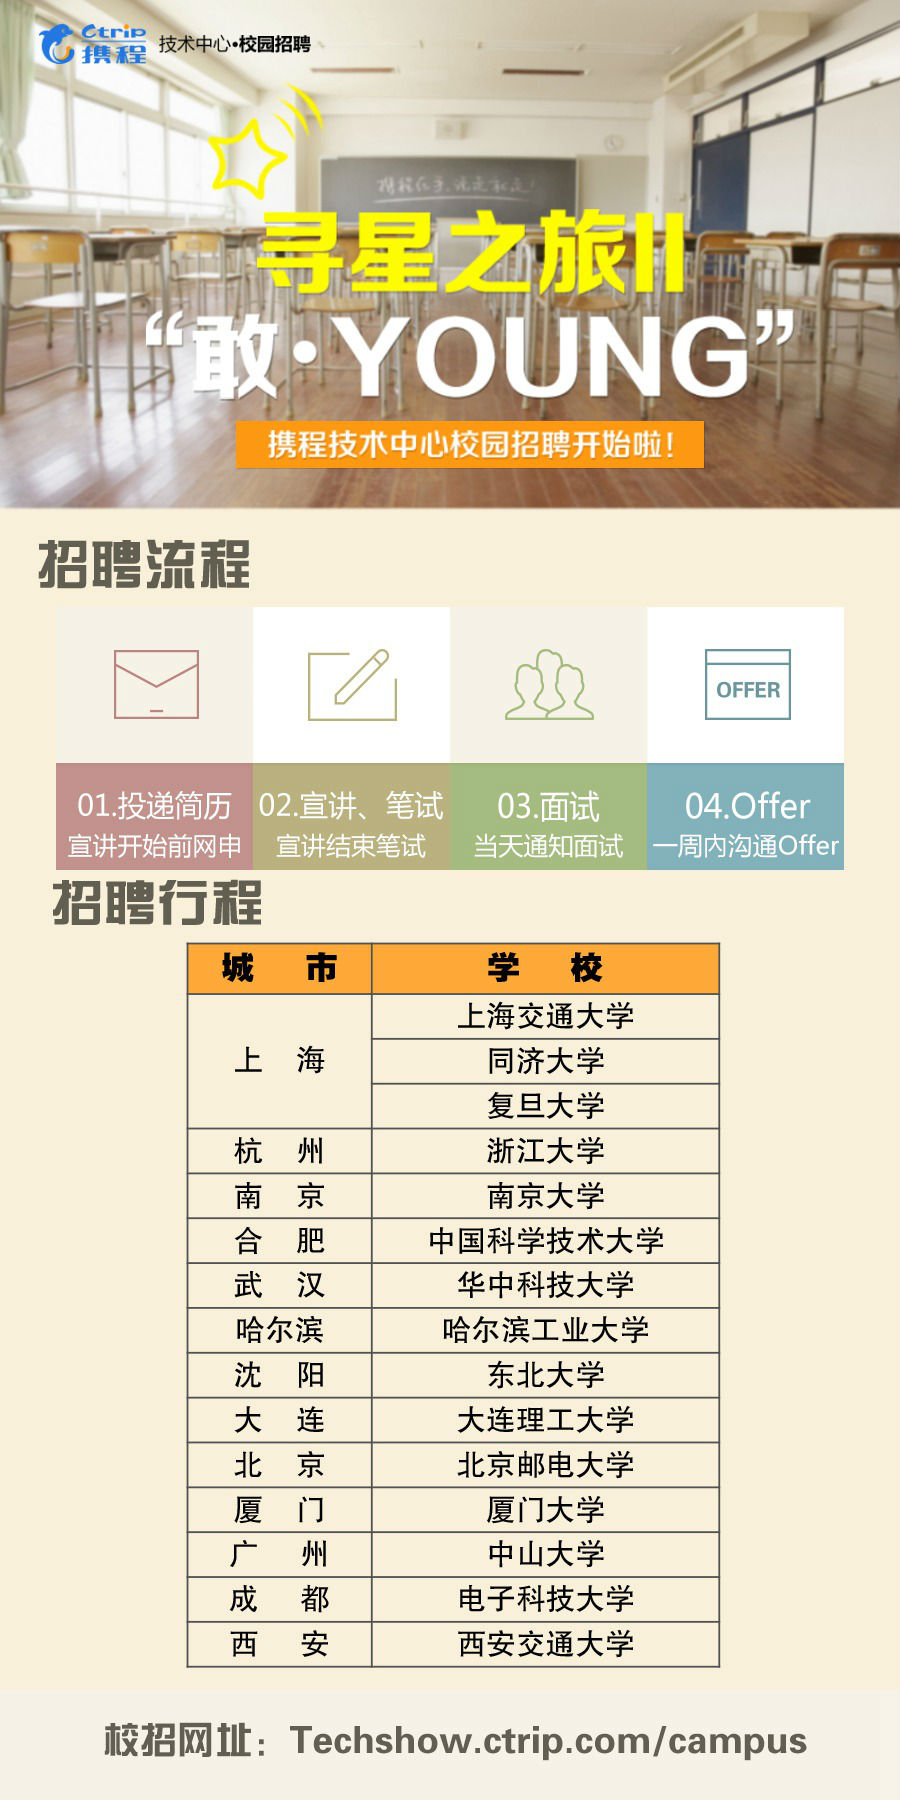 Ctrip
携程 技术中心·校园招聘
寻星之旅II
“敢·YOUNG”
携程技术中心校园招聘开始啦！
招聘流程
OFFER
01.投递简历
宣讲开始前网申
02.宣讲、笔试
宣讲结束笔试
03.面试
当天通知面试
04.Offer
一周内沟通Offer
招聘行程
城 市 学 校
上 海 上海交通大学
同济大学
复旦大学
杭 州 浙江大学
南 京 南京大学
合 肥 中国科学技术大学
武 汉 华中科技大学
哈尔滨 哈尔滨工业大学
沈 阳 东北大学
大 连 大连理工大学
北 京 北京邮电大学
厦 门 厦门大学
广 州 中山大学
成 都 电子科技大学
西 安 西安交通大学
校招网址：Techshow.ctrip.com/campus